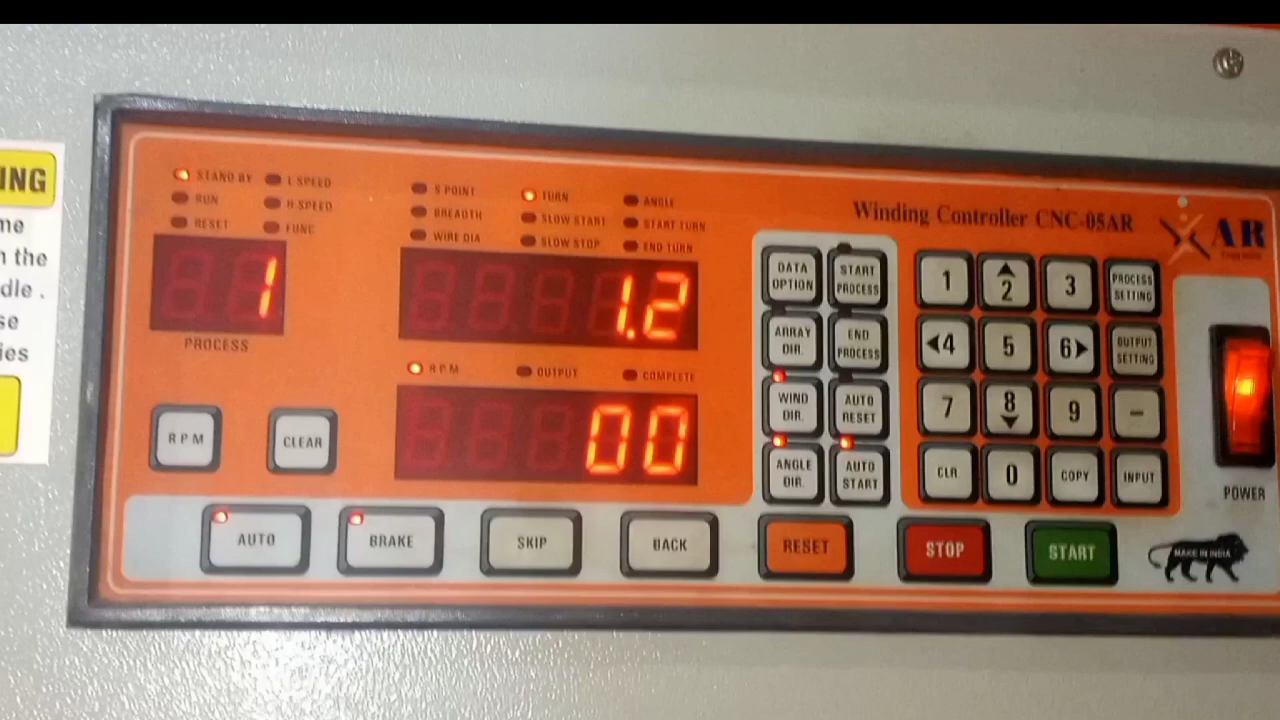 ING
me
n the
dle .
se
ies
STAND BY L SPEED
RUN H SPEED
RESET FUNC
1
PROCESS
S POINT TURN ANGLE
BREADTH SLOW START START TURN
WIRE DIA SLOW STOP END TURN
1.2
R P M OUTPUT COMPLETE
00
R P M CLEAR
Winding Controller CNC-05AR
AR
DATA OPTION
START PROCESS
ARRAY DIR.
END PROCESS
WIND DIR.
AUTO RESET
ANGLE DIR.
AUTO START
1 2 3 PROCESS SETTING
4 5 6 OUTPUT SETTING
7 8 9 −
CLR 0 COPY INPUT
POWER
AUTO BRAKE SKIP BACK RESET STOP START
MAKE IN INDIA